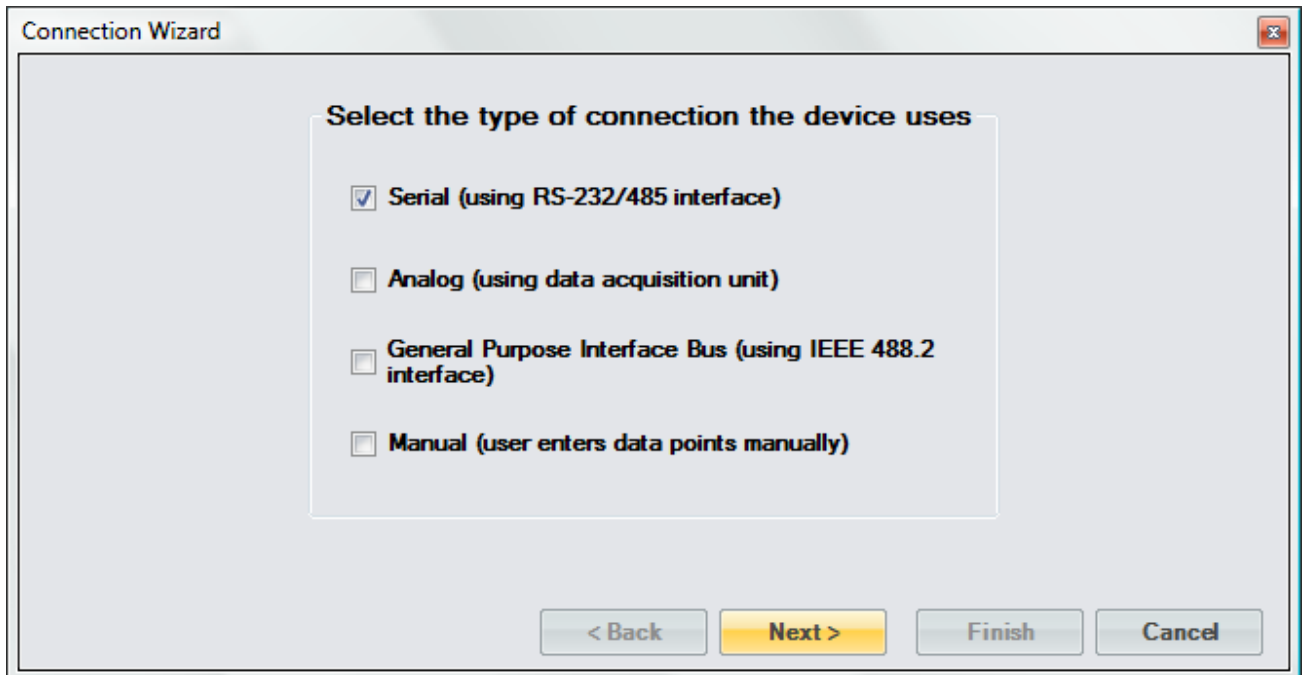 Connection Wizard
Select the type of connection the device uses
Serial (using RS-232/485 interface)
Analog (using data acquisition unit)
General Purpose Interface Bus (using IEEE 488.2
interface)
Manual (user enters data points manually)
< Back Next > Finish Cancel